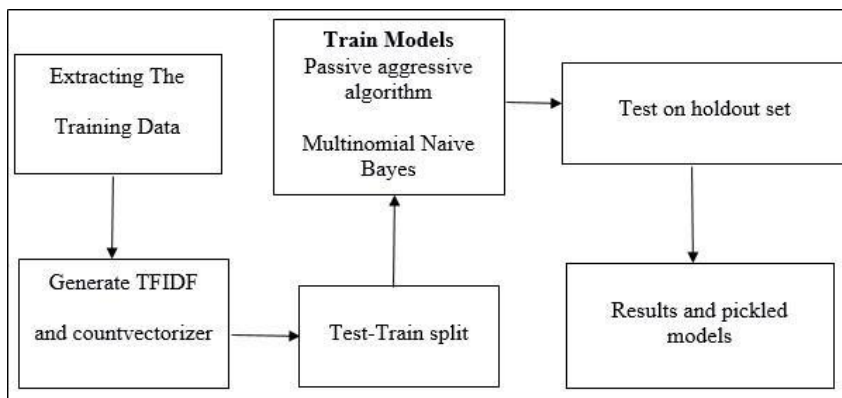 Extracting The
Training Data
Generate TFIDF
and countvectorizer
Test-Train split
Train Models
Passive aggressive
algorithm
Multinomial Naive
Bayes
Test on holdout set
Results and pickled
models